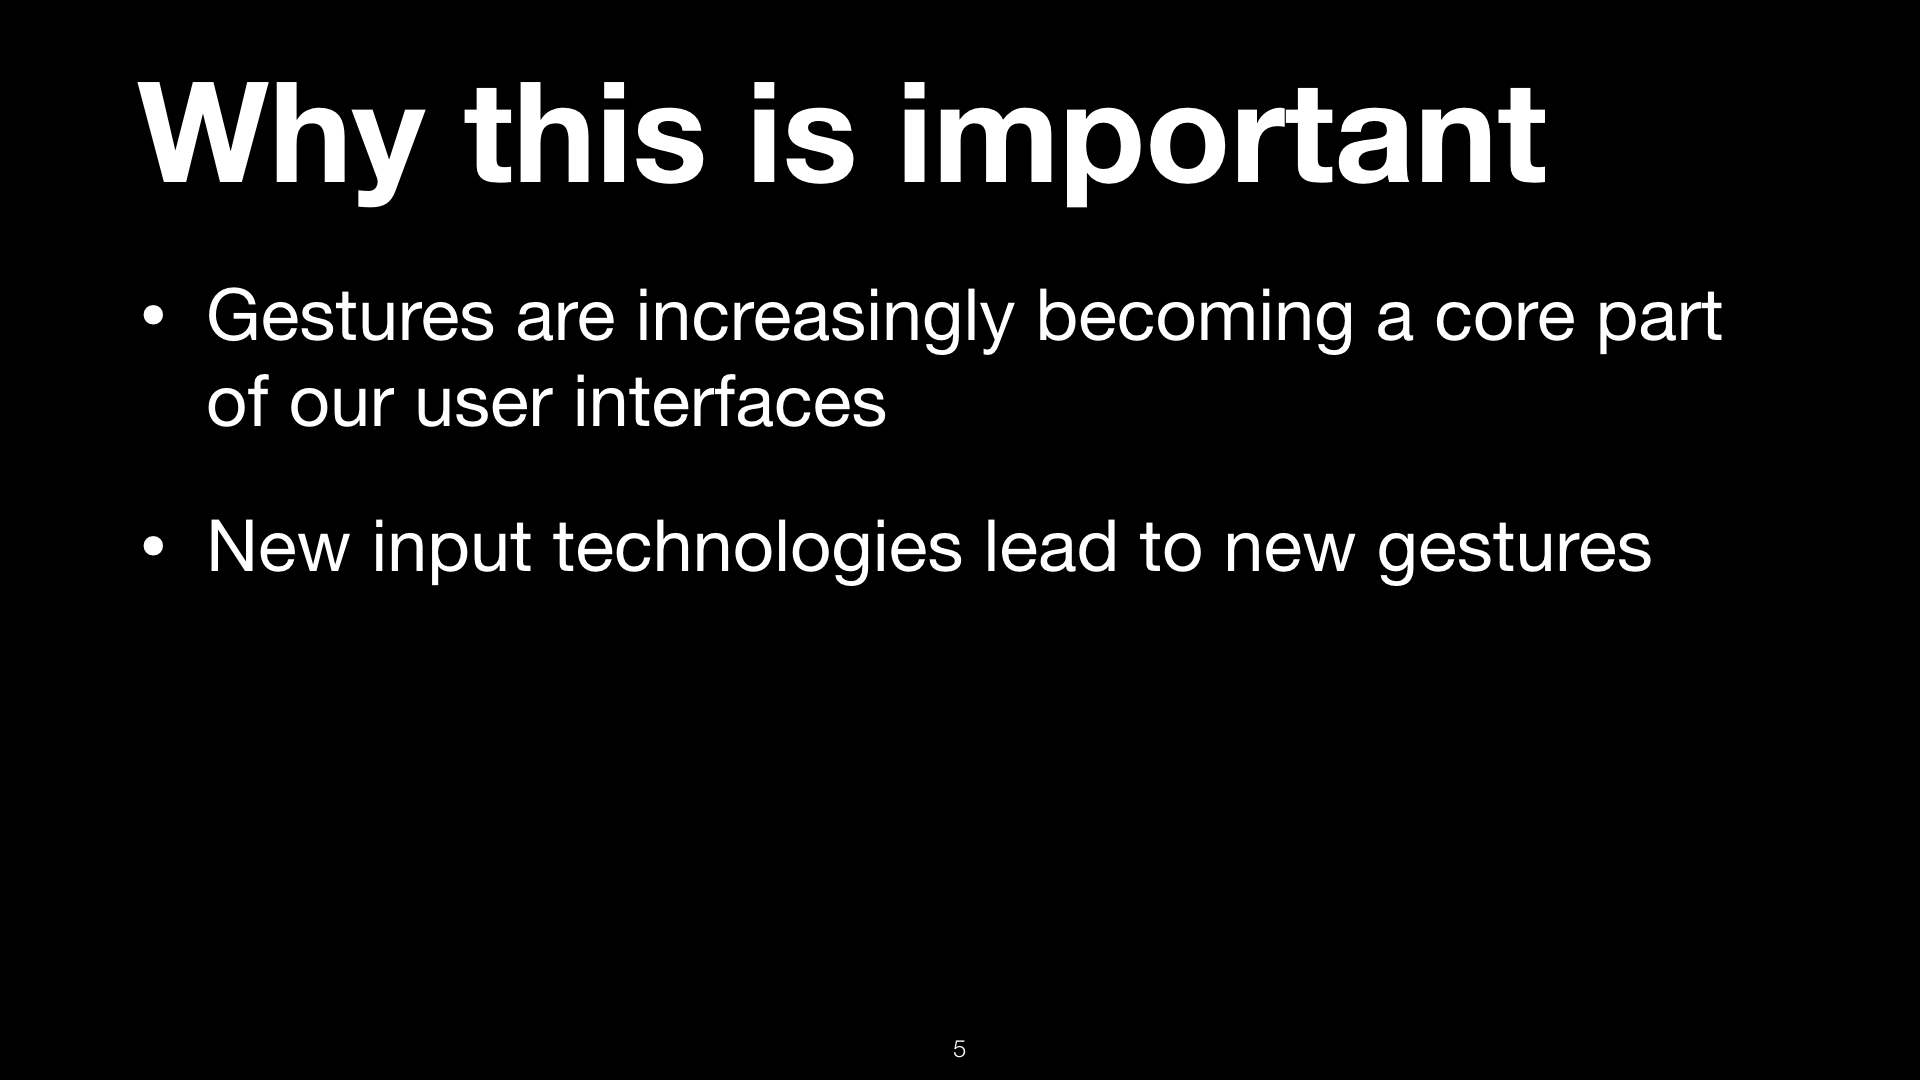 Why this is important
• Gestures are increasingly becoming a core part
of our user interfaces
• New input technologies lead to new gestures
5